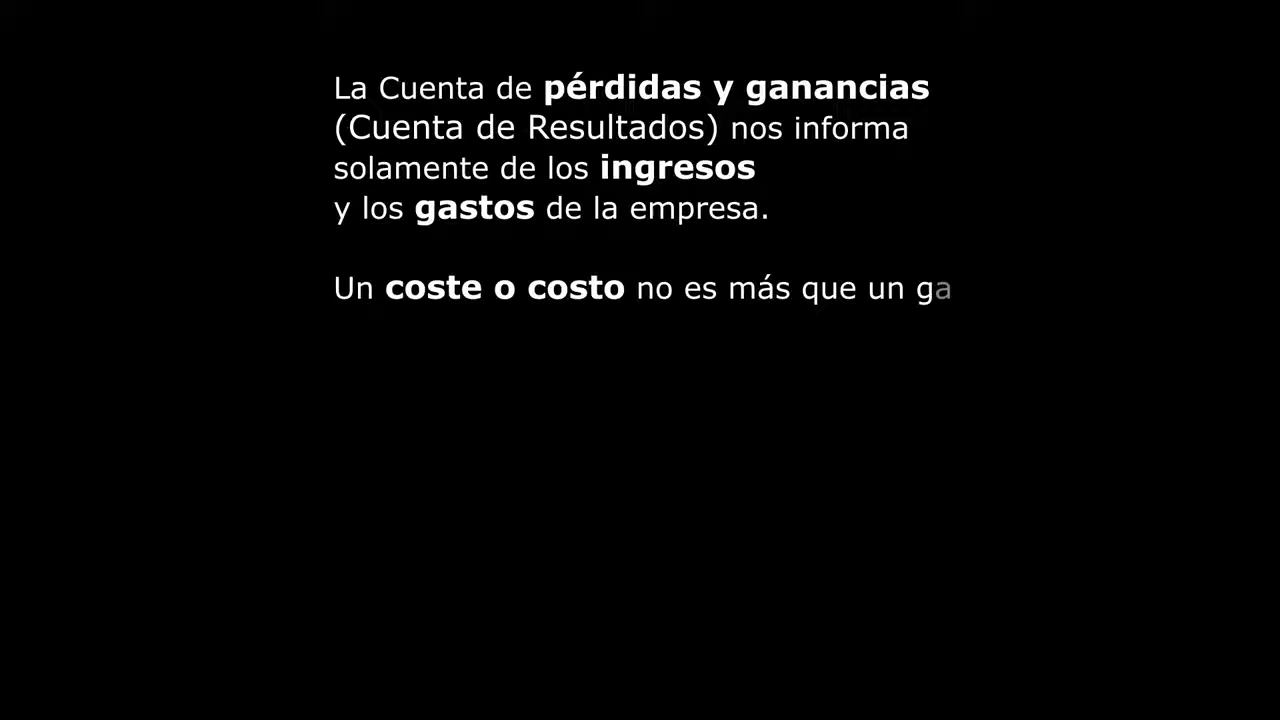 La Cuenta de pérdidas y ganancias
(Cuenta de Resultados) nos informa
solamente de los ingresos
y los gastos de la empresa.
Un coste o costo no es más que un ga